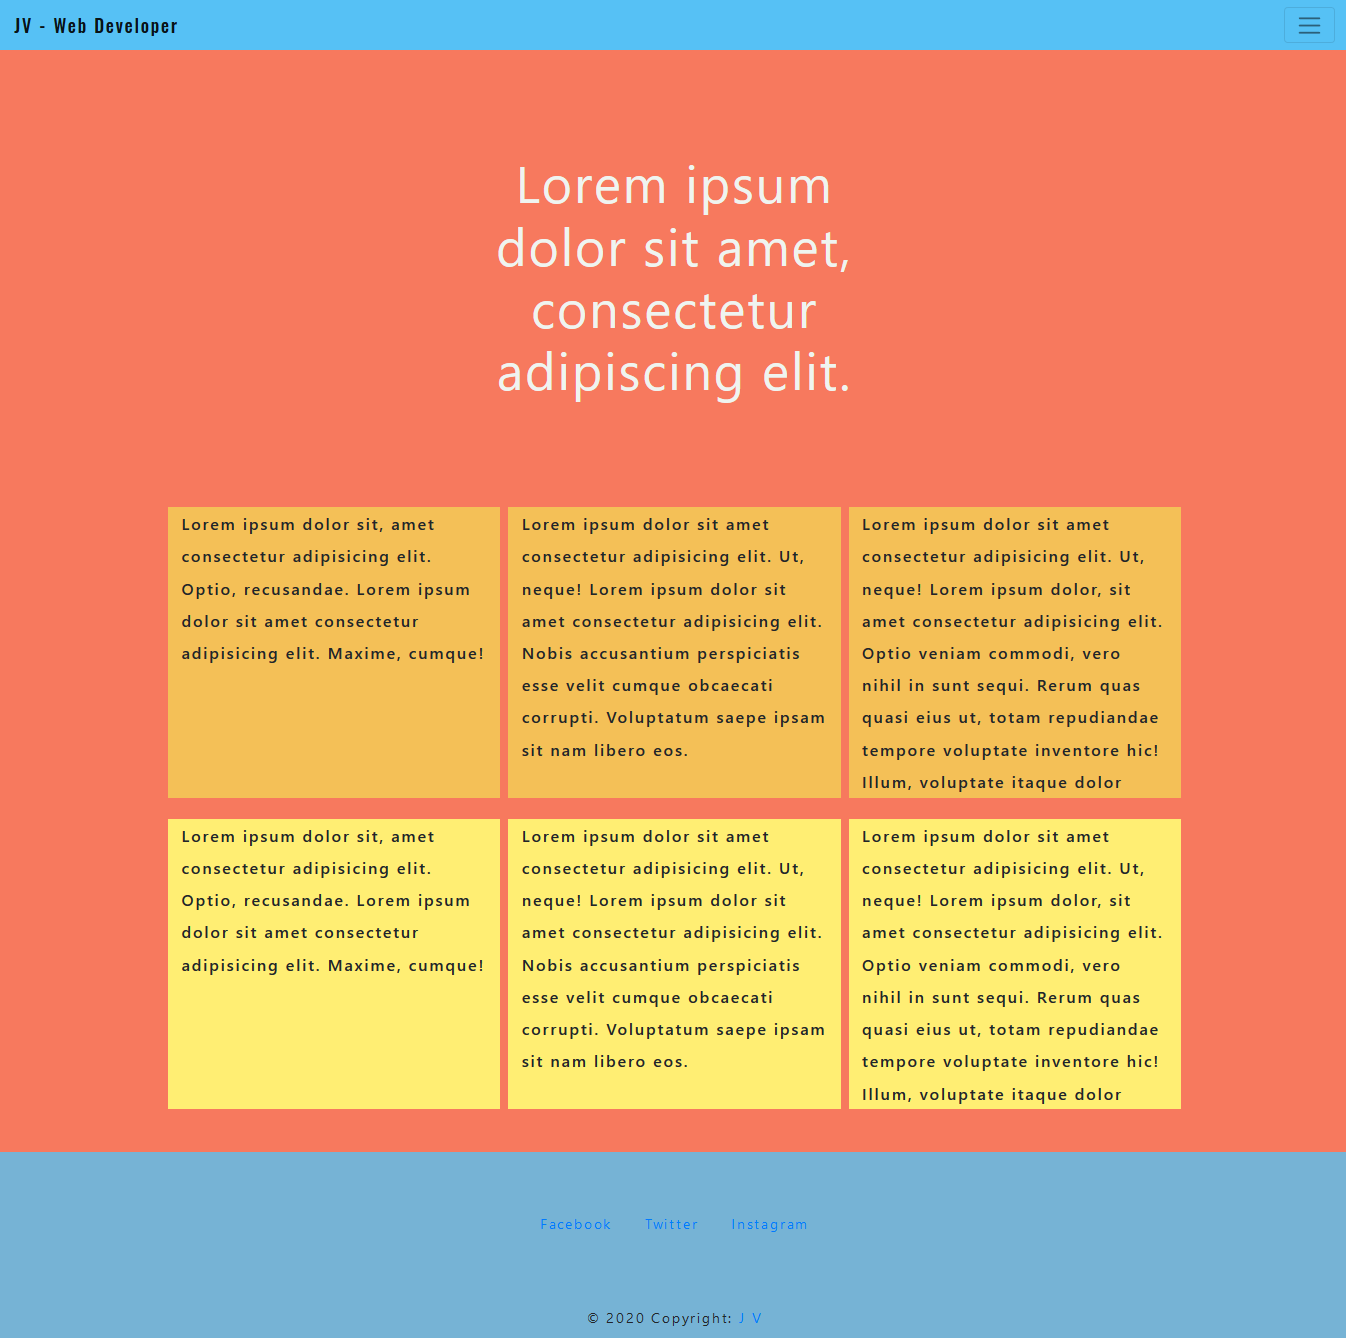 JV - Web Developer
Lorem ipsum
dolor sit amet,
consectetur
adipiscing elit.
Lorem ipsum dolor sit, amet
consectetur adipisicing elit.
Optio, recusandae. Lorem ipsum
dolor sit amet consectetur
adipisicing elit. Maxime, cumque!
Lorem ipsum dolor sit amet
consectetur adipisicing elit. Ut,
neque! Lorem ipsum dolor sit
amet consectetur adipisicing elit.
Nobis accusantium perspiciatis
esse velit cumque obcaecati
corrupti. Voluptatum saepe ipsam
sit nam libero eos.
Lorem ipsum dolor sit amet
consectetur adipisicing elit. Ut,
neque! Lorem ipsum dolor, sit
amet consectetur adipisicing elit.
Optio veniam commodi, vero
nihil in sunt sequi. Rerum quas
quasi eius ut, totam repudiandae
tempore voluptate inventore hic!
Illum, voluptate itaque dolor
Lorem ipsum dolor sit, amet
consectetur adipisicing elit.
Optio, recusandae. Lorem ipsum
dolor sit amet consectetur
adipisicing elit. Maxime, cumque!
Lorem ipsum dolor sit amet
consectetur adipisicing elit. Ut,
neque! Lorem ipsum dolor sit
amet consectetur adipisicing elit.
Nobis accusantium perspiciatis
esse velit cumque obcaecati
corrupti. Voluptatum saepe ipsam
sit nam libero eos.
Lorem ipsum dolor sit amet
consectetur adipisicing elit. Ut,
neque! Lorem ipsum dolor, sit
amet consectetur adipisicing elit.
Optio veniam commodi, vero
nihil in sunt sequi. Rerum quas
quasi eius ut, totam repudiandae
tempore voluptate inventore hic!
Illum, voluptate itaque dolor
Facebook Twitter Instagram
© 2020 Copyright: J V